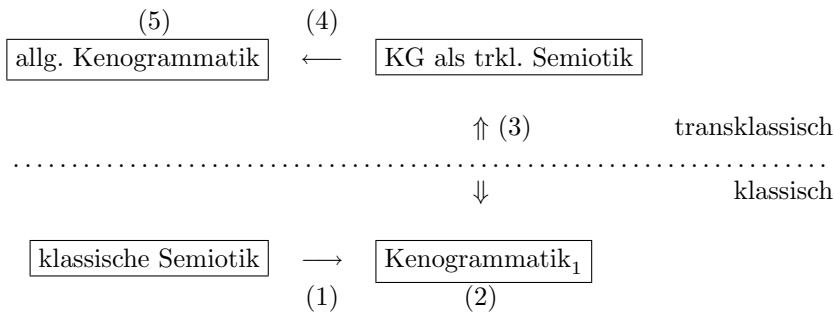 (5) (4)
allg. Kenogrammatik ⟵ KG als trkl. Semiotik
⇑ (3) transklassisch
⇓ klassisch
klassische Semiotik ⟶ Kenogrammatik₁
(1) (2)